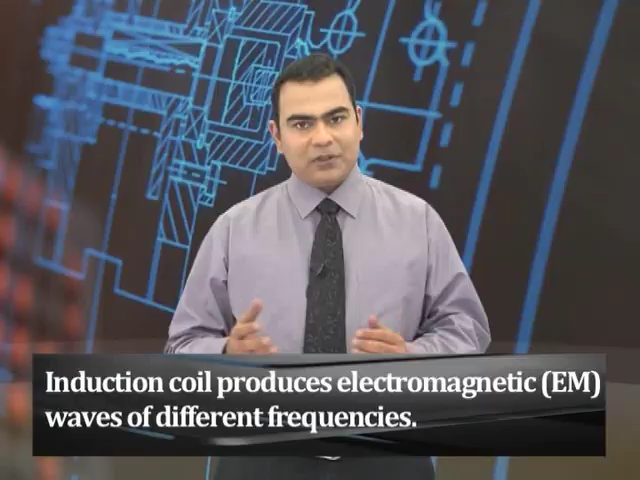 Induction coil produces electromagnetic (EM)
waves of different frequencies.